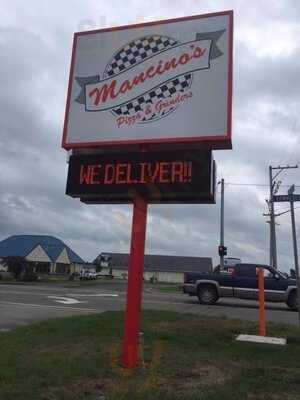 Mancino's
Pizza & Grinders
WE DELIVER!!